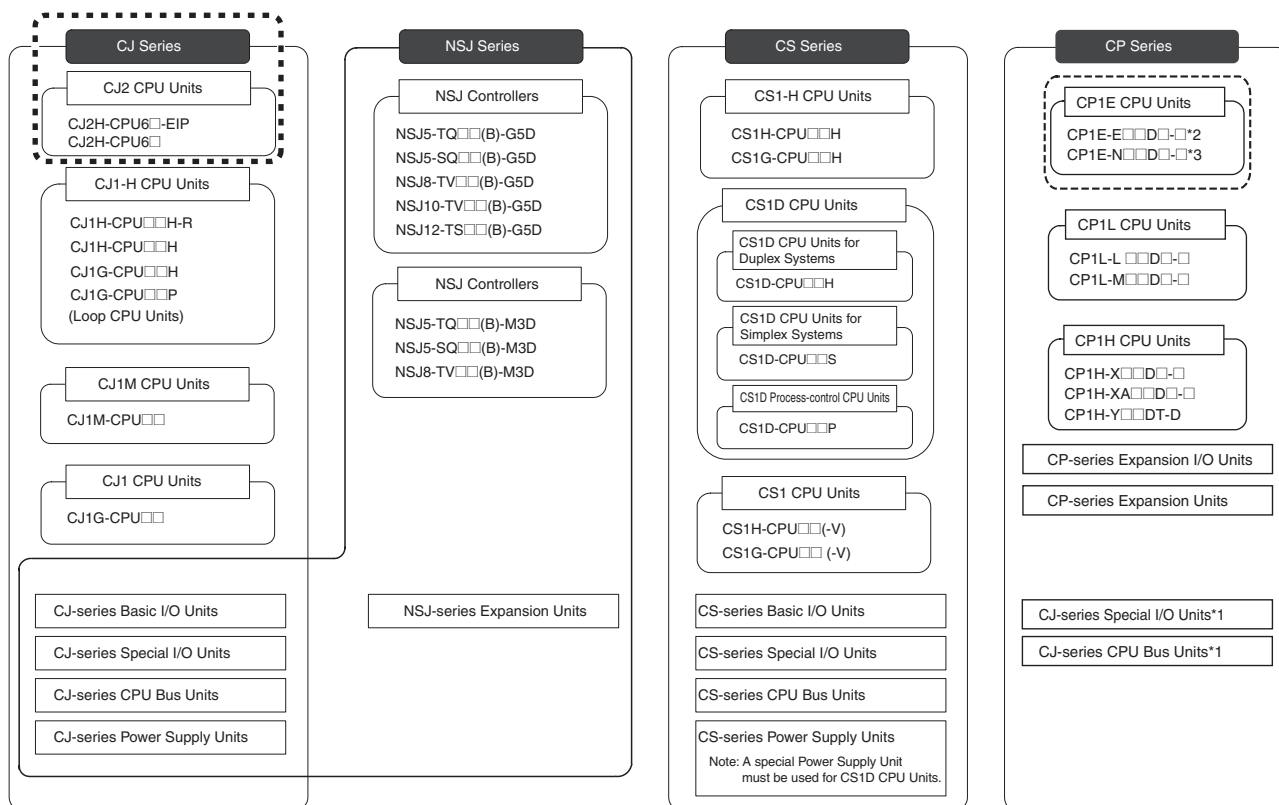 CJ Series
CJ2 CPU Units
CJ2H-CPU6□-EIP
CJ2H-CPU6□
CJ1-H CPU Units
CJ1H-CPU□□H-R
CJ1H-CPU□□H
CJ1G-CPU□□H
CJ1G-CPU□□P
(Loop CPU Units)
CJ1M CPU Units
CJ1M-CPU□□
CJ1 CPU Units
CJ1G-CPU□□
CJ-series Basic I/O Units
CJ-series Special I/O Units
CJ-series CPU Bus Units
CJ-series Power Supply Units
NSJ Series
NSJ Controllers
NSJ5-TQ□□(B)-G5D
NSJ5-SQ□□(B)-G5D
NSJ8-TV□□(B)-G5D
NSJ10-TV□□(B)-G5D
NSJ12-TS□□(B)-G5D
NSJ Controllers
NSJ5-TQ□□(B)-M3D
NSJ5-SQ□□(B)-M3D
NSJ8-TV□□(B)-M3D
NSJ-series Expansion Units
CS Series
CS1-H CPU Units
CS1H-CPU□□H
CS1G-CPU□□H
CS1D CPU Units
CS1D CPU Units for
Duplex Systems
CS1D-CPU□□H
CS1D CPU Units for
Simplex Systems
CS1D-CPU□□S
CS1D Process-control CPU Units
CS1D-CPU□□P
CS1 CPU Units
CS1H-CPU□□(-V)
CS1G-CPU□□ (-V)
CS-series Basic I/O Units
CS-series Special I/O Units
CS-series CPU Bus Units
CS-series Power Supply Units
Note: A special Power Supply Unit
must be used for CS1D CPU Units.
CP Series
CP1E CPU Units
CP1E-E□□D□-□*2
CP1E-N□□D□-□*3
CP1L CPU Units
CP1L-L □□D□-□
CP1L-M□□D□-□
CP1H CPU Units
CP1H-X□□D□-□
CP1H-XA□□D□-□
CP1H-Y□□DT-D
CP-series Expansion I/O Units
CP-series Expansion Units
CJ-series Special I/O Units*1
CJ-series CPU Bus Units*1